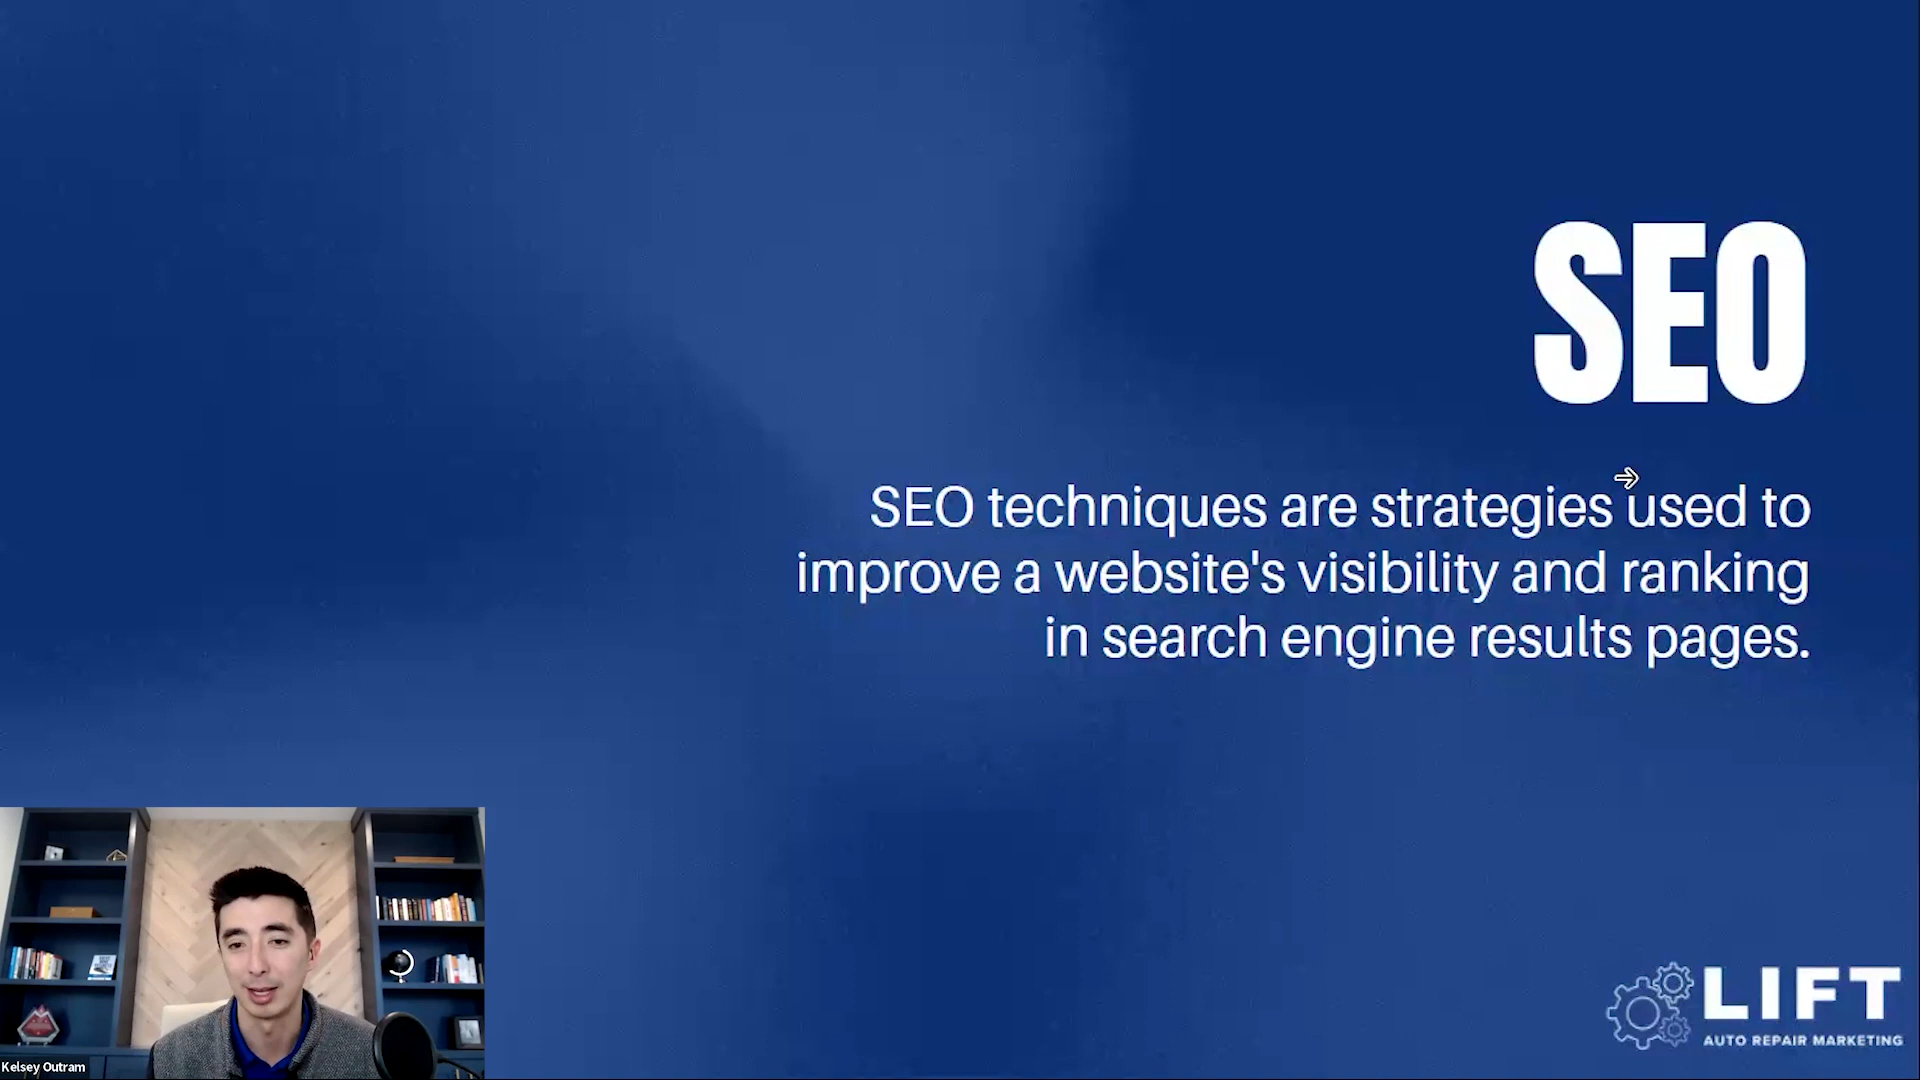 SEO
SEO techniques are strategies used to
improve a website's visibility and ranking
in search engine results pages.
LIFT
AUTO REPAIR MARKETING
Kelsey Outram